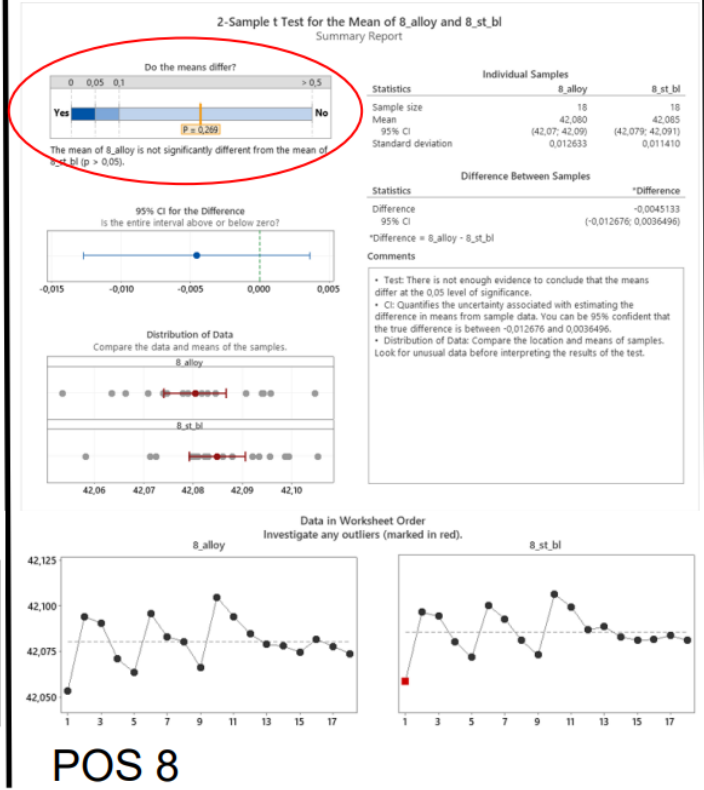 2-Sample t Test for the Mean of 8_alloy and 8_st_bl
Summary Report
Do the means differ?
0 0,05 0,1 > 0,5
Yes No
P = 0,269
The mean of 8_alloy is not significantly different from the mean of
8_st_bl (p > 0,05).
Individual Samples
Statistics 8_alloy 8_st_bl
Sample size 18 18
Mean 42,080 42,085
95% CI (42,07; 42,09) (42,079; 42,091)
Standard deviation 0,012633 0,011410
Difference Between Samples
Statistics *Difference
Difference -0,0045133
95% CI (-0,012676; 0,0036496)
*Difference = 8_alloy - 8_st_bl
95% CI for the Difference
Is the entire interval above or below zero?
-0,015 -0,010 -0,005 0,000 0,005
Comments
• Test: There is not enough evidence to conclude that the means
differ at the 0,05 level of significance.
• CI: Quantifies the uncertainty associated with estimating the
difference in means from sample data. You can be 95% confident that
the true difference is between -0,012676 and 0,0036496.
• Distribution of Data: Compare the location and means of samples.
Look for unusual data before interpreting the results of the test.
Distribution of Data
Compare the data and means of the samples.
8_alloy
8_st_bl
42,06 42,07 42,08 42,09 42,10
Data in Worksheet Order
Investigate any outliers (marked in red).
8_alloy 8_st_bl
42,125
42,100
42,075
42,050
1 3 5 7 9 11 13 15 17
1 3 5 7 9 11 13 15 17
POS 8